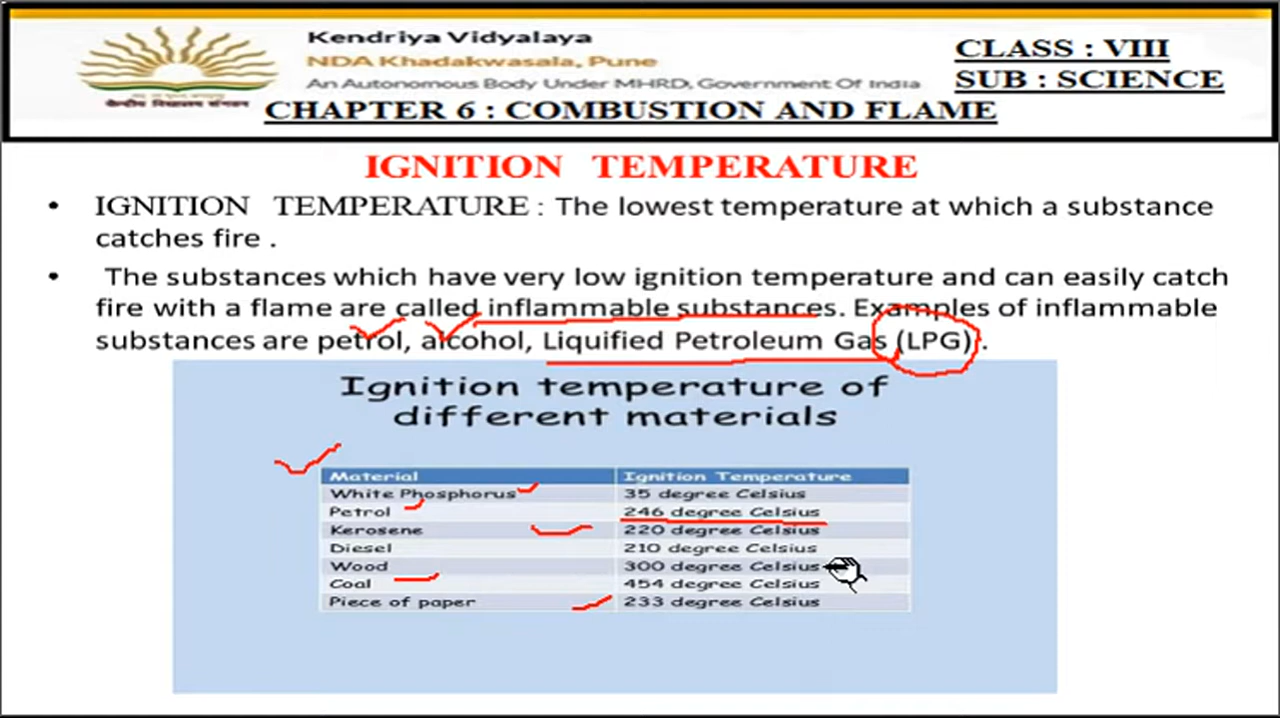 Kendriya Vidyalaya
NDA Khadakwasala, Pune
An Autonomous Body Under MHRD, Government Of India
केन्द्रीय विद्यालय संगठन
CLASS : VIII
SUB : SCIENCE
CHAPTER 6 : COMBUSTION AND FLAME
IGNITION TEMPERATURE
• IGNITION TEMPERATURE : The lowest temperature at which a substance
catches fire .
• The substances which have very low ignition temperature and can easily catch
fire with a flame are called inflammable substances. Examples of inflammable
substances are petrol, alcohol, Liquified Petroleum Gas (LPG) .
Ignition temperature of
different materials
Material Ignition Temperature
White Phosphorus 35 degree Celsius
Petrol 246 degree Celsius
Kerosene 220 degree Celsius
Diesel 210 degree Celsius
Wood 300 degree Celsius
Coal 454 degree Celsius
Piece of paper 233 degree Celsius